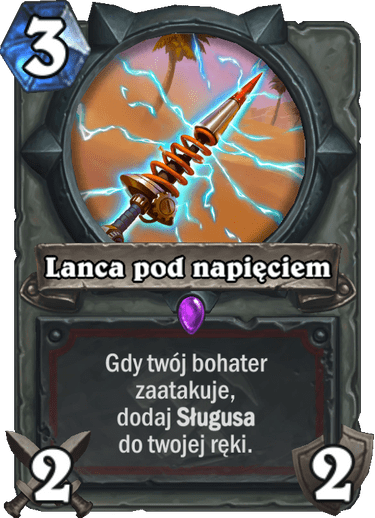 3
Lanca pod napięciem
Gdy twój bohater
zaatakuje,
dodaj Sługusa
do twojej ręki.
2
2